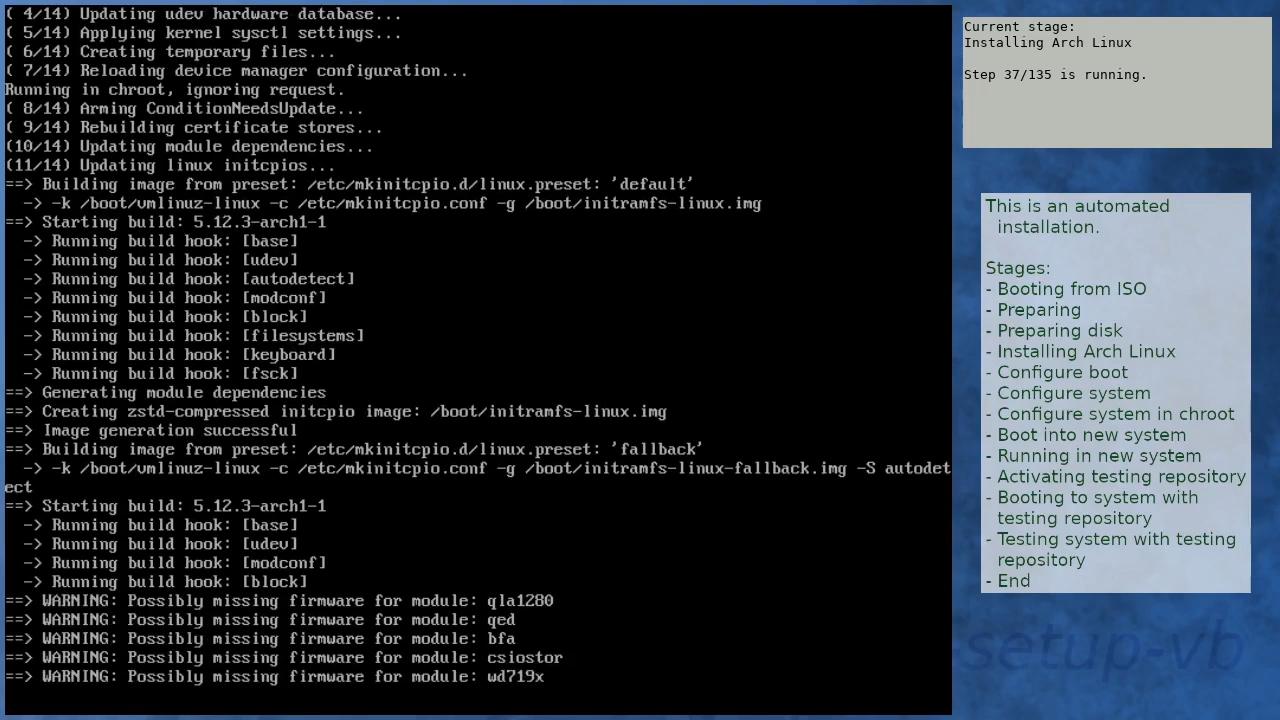 ( 4/14) Updating udev hardware database...
( 5/14) Applying kernel sysctl settings...
( 6/14) Creating temporary files...
( 7/14) Reloading device manager configuration...
Running in chroot, ignoring request.
( 8/14) Arming ConditionNeedsUpdate...
( 9/14) Rebuilding certificate stores...
(10/14) Updating module dependencies...
(11/14) Updating linux initcpios...
==> Building image from preset: /etc/mkinitcpio.d/linux.preset: 'default'
  -> -k /boot/vmlinuz-linux -c /etc/mkinitcpio.conf -g /boot/initramfs-linux.img
==> Starting build: 5.12.3-arch1-1
  -> Running build hook: [base]
  -> Running build hook: [udev]
  -> Running build hook: [autodetect]
  -> Running build hook: [modconf]
  -> Running build hook: [block]
  -> Running build hook: [filesystems]
  -> Running build hook: [keyboard]
  -> Running build hook: [fsck]
==> Generating module dependencies
==> Creating zstd-compressed initcpio image: /boot/initramfs-linux.img
==> Image generation successful
==> Building image from preset: /etc/mkinitcpio.d/linux.preset: 'fallback'
  -> -k /boot/vmlinuz-linux -c /etc/mkinitcpio.conf -g /boot/initramfs-linux-fallback.img -S autodet
ect
==> Starting build: 5.12.3-arch1-1
  -> Running build hook: [base]
  -> Running build hook: [udev]
  -> Running build hook: [modconf]
  -> Running build hook: [block]
==> WARNING: Possibly missing firmware for module: qla1280
==> WARNING: Possibly missing firmware for module: qed
==> WARNING: Possibly missing firmware for module: bfa
==> WARNING: Possibly missing firmware for module: csiostor
==> WARNING: Possibly missing firmware for module: wd719x
Current stage:
Installing Arch Linux
Step 37/135 is running.
This is an automated
installation.
Stages:
- Booting from ISO
- Preparing
- Preparing disk
- Installing Arch Linux
- Configure boot
- Configure system
- Configure system in chroot
- Boot into new system
- Running in new system
- Activating testing repository
- Booting to system with
testing repository
- Testing system with testing
repository
- End
-setup-vb